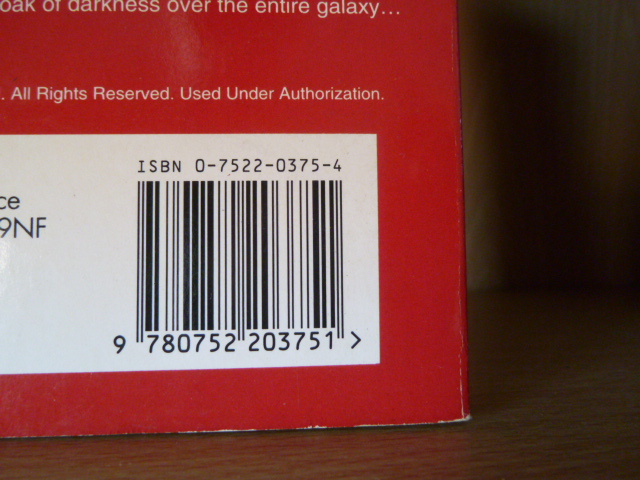 oak of darkness over the entire galaxy...
. All Rights Reserved. Used Under Authorization.
ISBN 0-7522-0375-4
ce
9NF
9 780752 203751 >